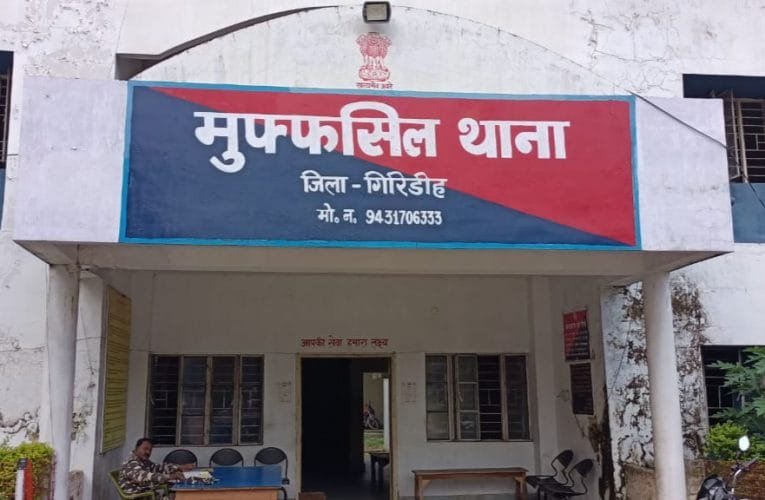 सत्यमेव जयते
मुफ्फसिल थाना
जिला - गिरिडीह
मो॰ न॰ 9431706333
आपकी सेवा हमारा लक्ष्य